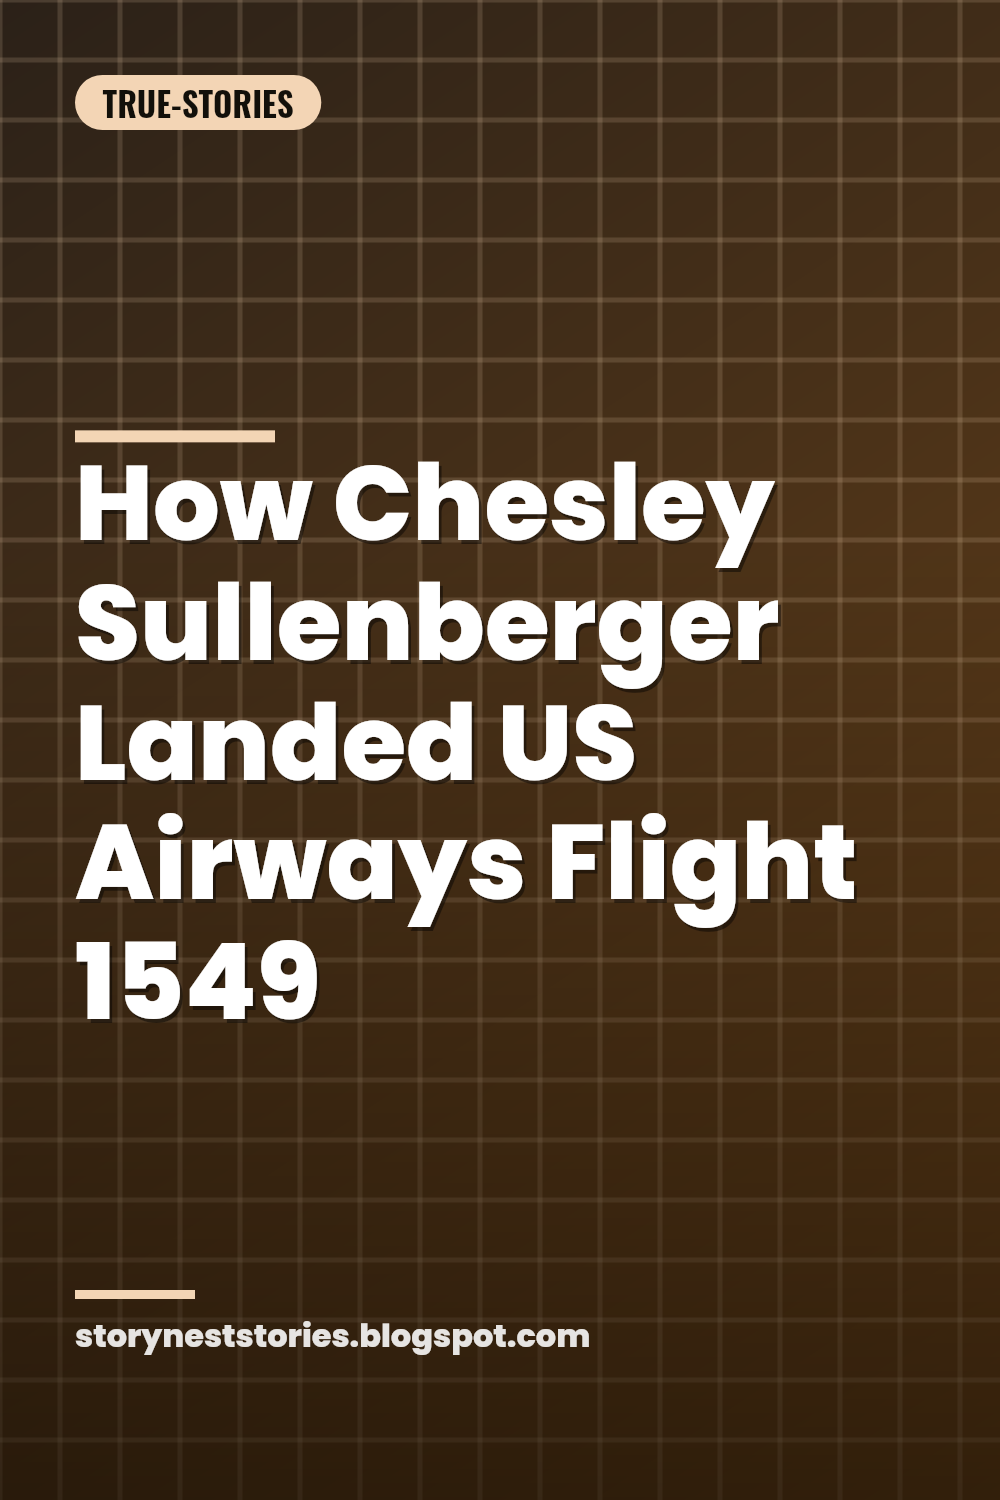 TRUE-STORIES
How Chesley
Sullenberger
Landed US
Airways Flight
1549
storyneststories.blogspot.com